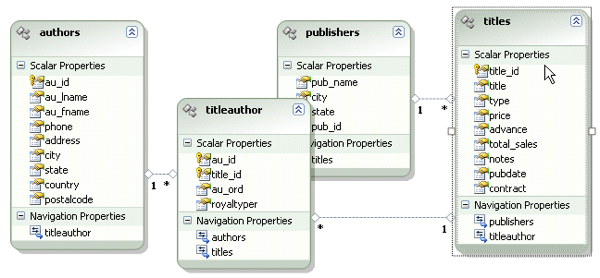 authors
Scalar Properties
au_id
au_lname
au_fname
phone
address
city
state
country
postalcode
Navigation Properties
titleauthor
1 *
titleauthor
Scalar Properties
au_id
title_id
au_ord
royaltyper
Navigation Properties
authors
titles
publishers
Scalar Properties
pub_name
city
state
pub_id
Navigation Properties
titles
1 *
* 1
titles
Scalar Properties
title_id
title
type
price
advance
total_sales
notes
pubdate
contract
Navigation Properties
publishers
titleauthor